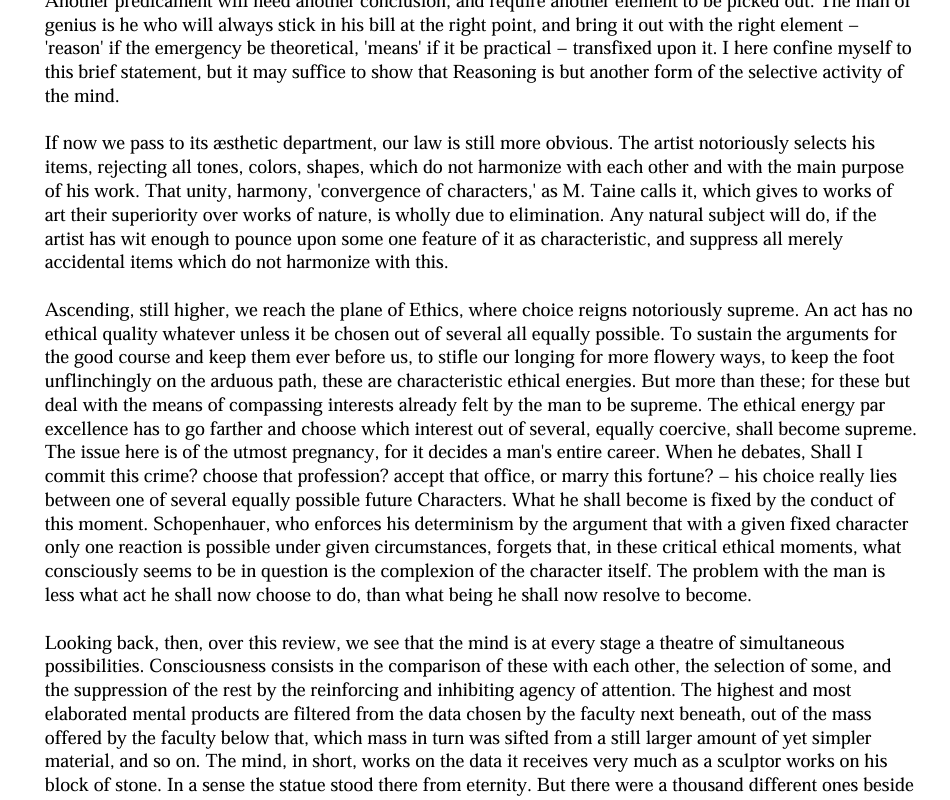 Another predicament will need another conclusion, and require another element to be picked out. The man of
genius is he who will always stick in his bill at the right point, and bring it out with the right element –
'reason' if the emergency be theoretical, 'means' if it be practical – transfixed upon it. I here confine myself to
this brief statement, but it may suffice to show that Reasoning is but another form of the selective activity of
the mind.
If now we pass to its æsthetic department, our law is still more obvious. The artist notoriously selects his
items, rejecting all tones, colors, shapes, which do not harmonize with each other and with the main purpose
of his work. That unity, harmony, 'convergence of characters,' as M. Taine calls it, which gives to works of
art their superiority over works of nature, is wholly due to elimination. Any natural subject will do, if the
artist has wit enough to pounce upon some one feature of it as characteristic, and suppress all merely
accidental items which do not harmonize with this.
Ascending, still higher, we reach the plane of Ethics, where choice reigns notoriously supreme. An act has no
ethical quality whatever unless it be chosen out of several all equally possible. To sustain the arguments for
the good course and keep them ever before us, to stifle our longing for more flowery ways, to keep the foot
unflinchingly on the arduous path, these are characteristic ethical energies. But more than these; for these but
deal with the means of compassing interests already felt by the man to be supreme. The ethical energy par
excellence has to go farther and choose which interest out of several, equally coercive, shall become supreme.
The issue here is of the utmost pregnancy, for it decides a man's entire career. When he debates, Shall I
commit this crime? choose that profession? accept that office, or marry this fortune? – his choice really lies
between one of several equally possible future Characters. What he shall become is fixed by the conduct of
this moment. Schopenhauer, who enforces his determinism by the argument that with a given fixed character
only one reaction is possible under given circumstances, forgets that, in these critical ethical moments, what
consciously seems to be in question is the complexion of the character itself. The problem with the man is
less what act he shall now choose to do, than what being he shall now resolve to become.
Looking back, then, over this review, we see that the mind is at every stage a theatre of simultaneous
possibilities. Consciousness consists in the comparison of these with each other, the selection of some, and
the suppression of the rest by the reinforcing and inhibiting agency of attention. The highest and most
elaborated mental products are filtered from the data chosen by the faculty next beneath, out of the mass
offered by the faculty below that, which mass in turn was sifted from a still larger amount of yet simpler
material, and so on. The mind, in short, works on the data it receives very much as a sculptor works on his
block of stone. In a sense the statue stood there from eternity. But there were a thousand different ones beside